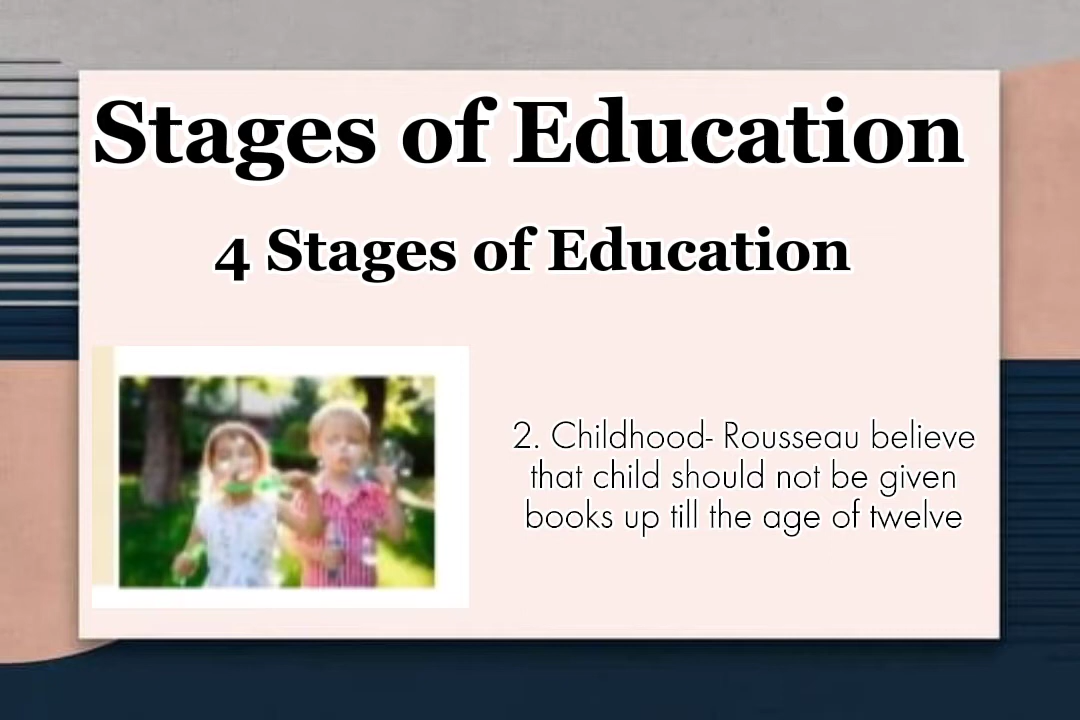 Stages of Education
4 Stages of Education
2. Childhood- Rousseau believe
that child should not be given
books up till the age of twelve